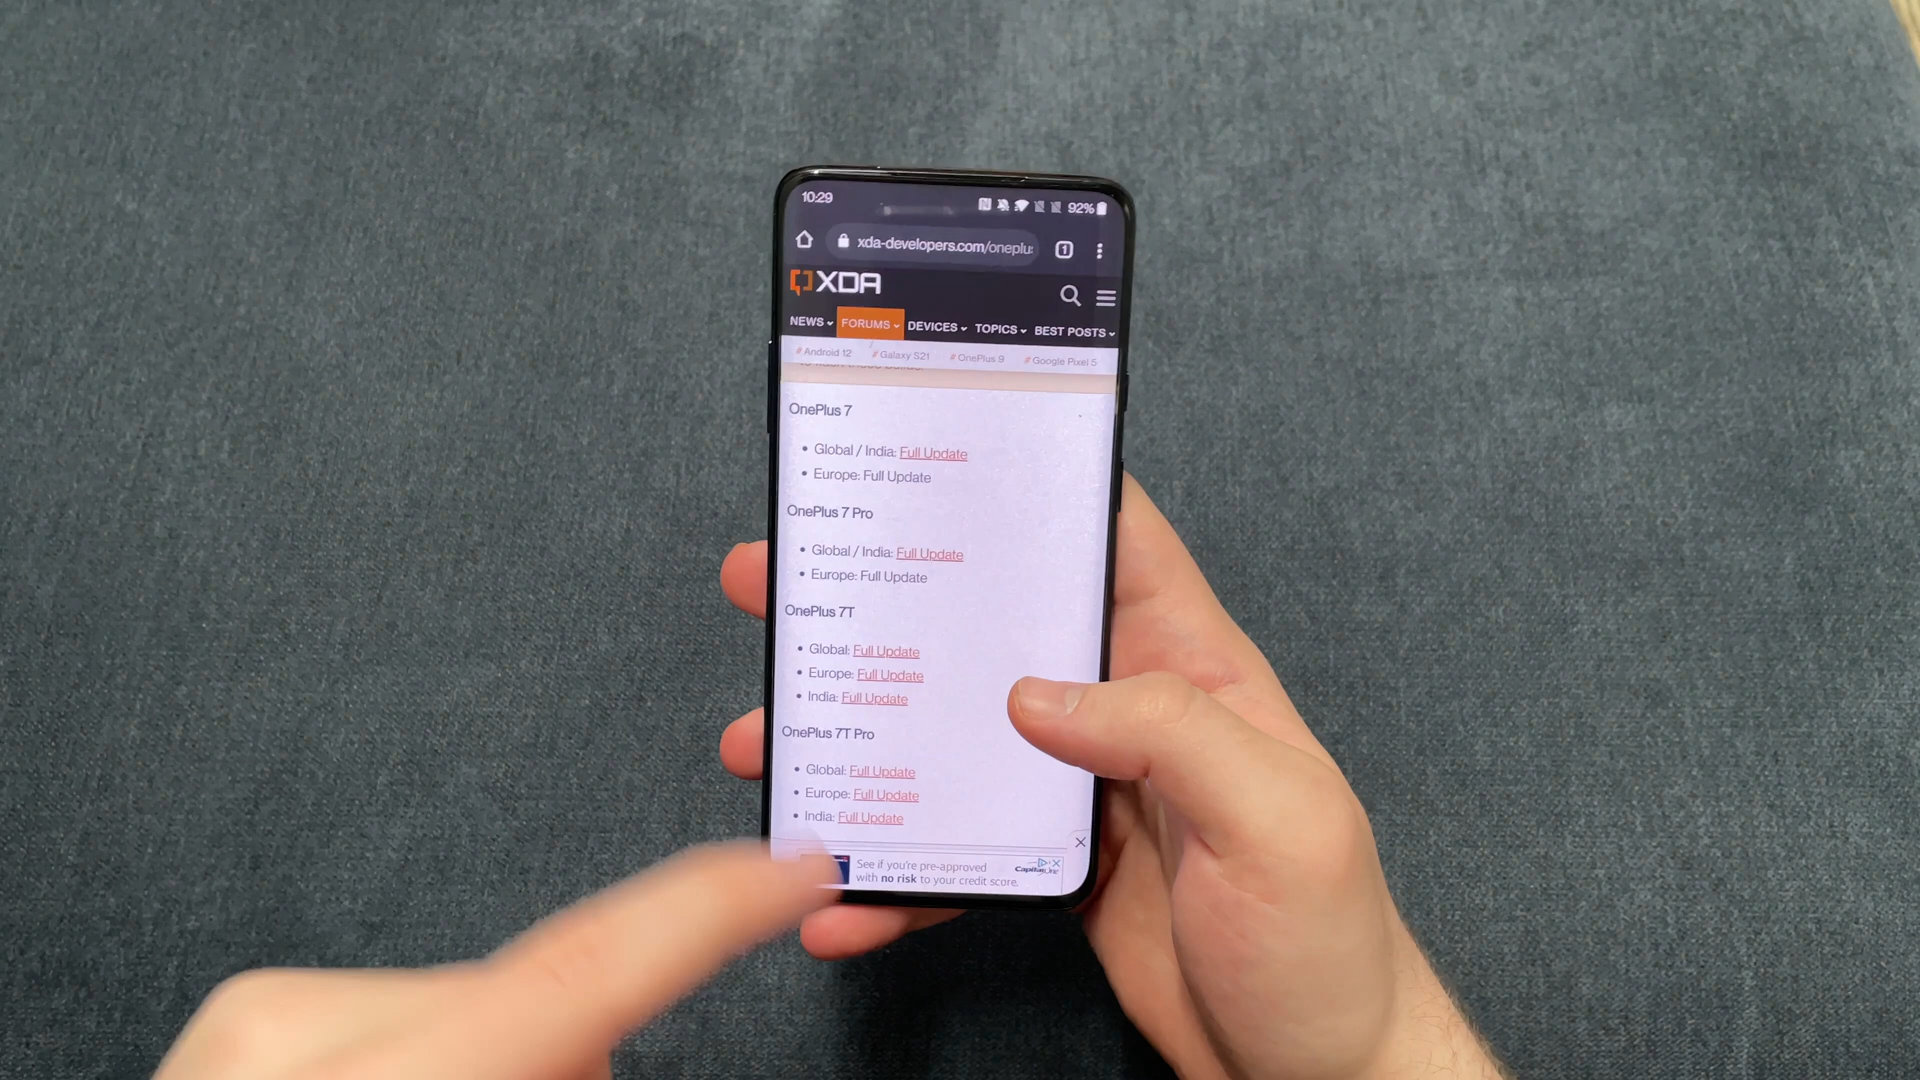 10:29
92%
xda-developers.com/oneplu
1
XDA
NEWS FORUMS DEVICES TOPICS BEST POSTS
#Android 12 #Galaxy S21 #OnePlus 9 #Google Pixel 5
OnePlus 7
• Global / India: Full Update
• Europe: Full Update
OnePlus 7 Pro
• Global / India: Full Update
• Europe: Full Update
OnePlus 7T
• Global: Full Update
• Europe: Full Update
• India: Full Update
OnePlus 7T Pro
• Global: Full Update
• Europe: Full Update
• India: Full Update
See if you're pre-approved
with no risk to your credit score.
Capital One